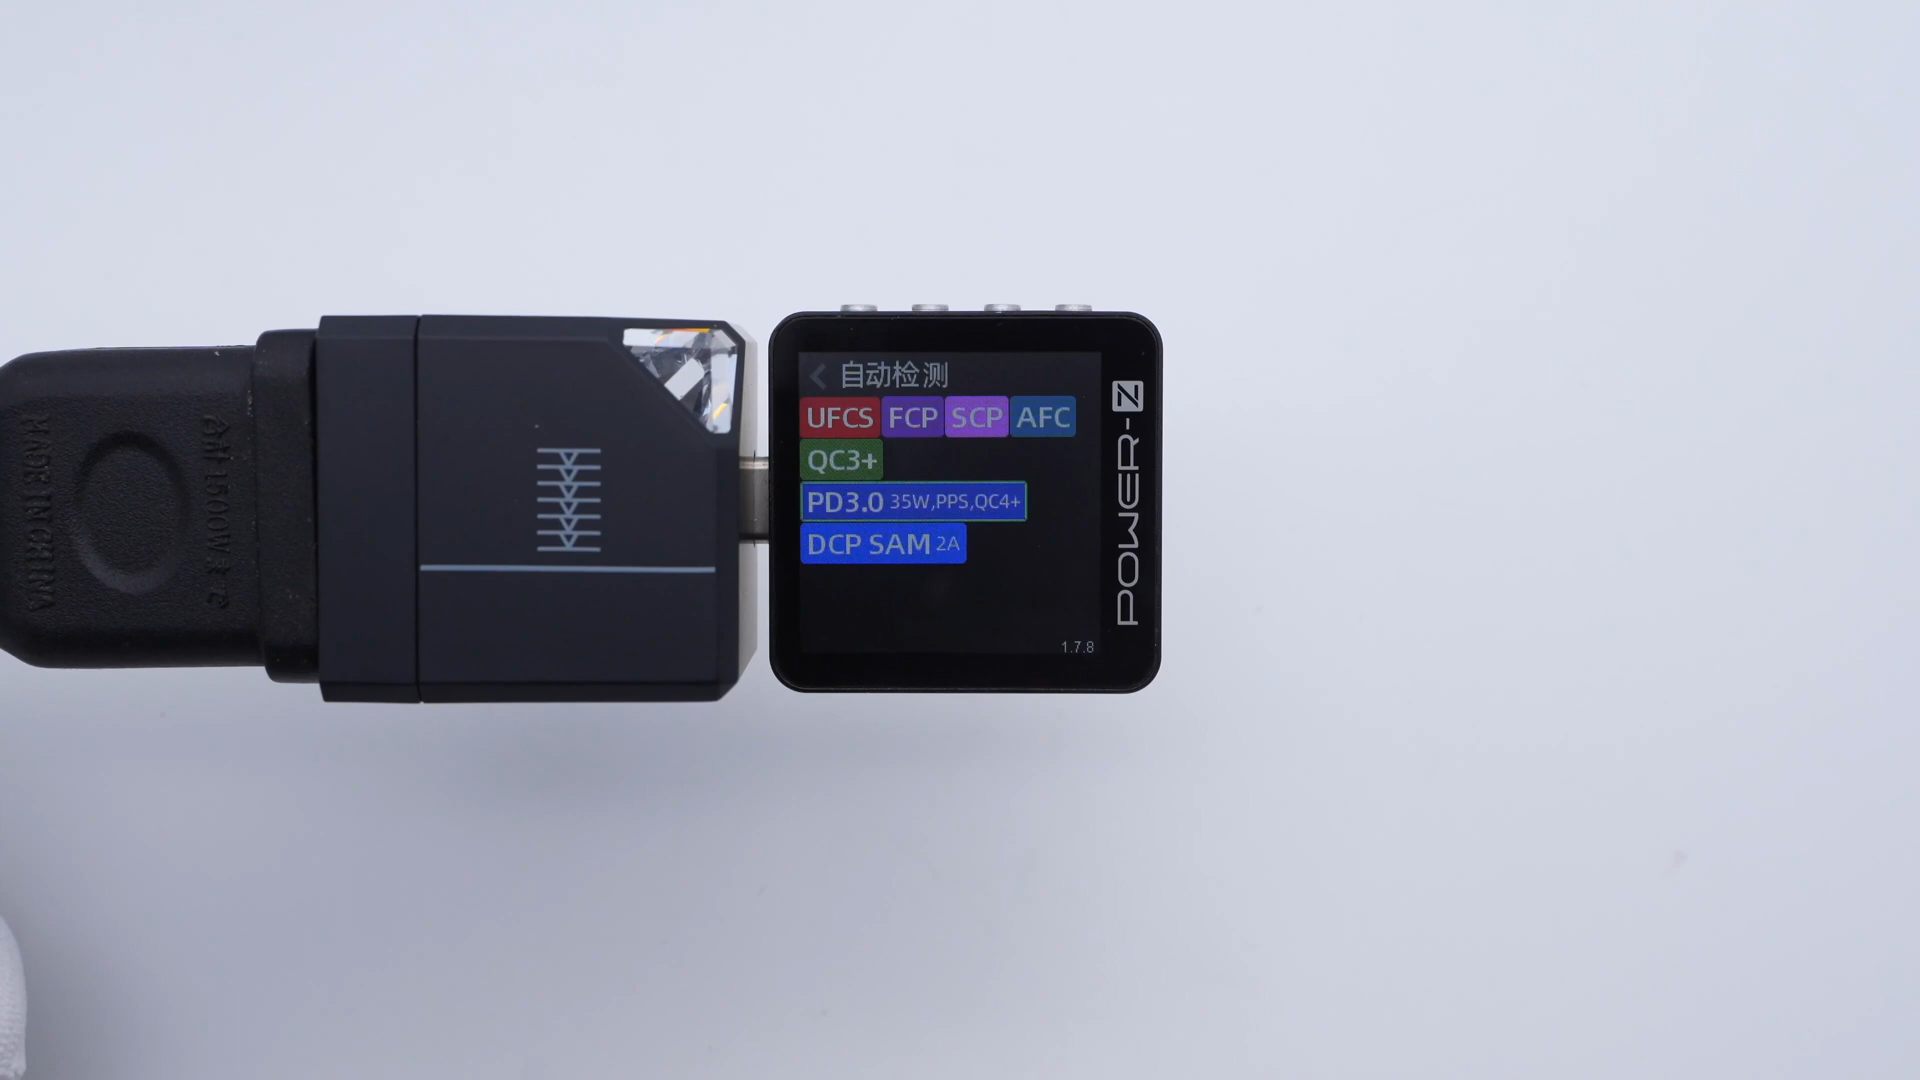 自动检测
UFCS FCP SCP AFC
QC3+
PD3.0 35W,PPS,QC4+
DCP SAM 2A
1.7.8
POWER-Z
MADE IN CHINA